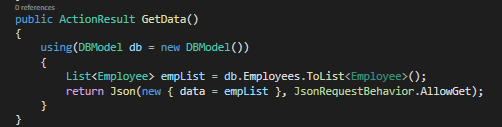 0 references
public ActionResult GetData()
{
using(DBModel db = new DBModel())
{
List<Employee> empList = db.Employees.ToList<Employee>();
return Json(new { data = empList }, JsonRequestBehavior.AllowGet);
}
}